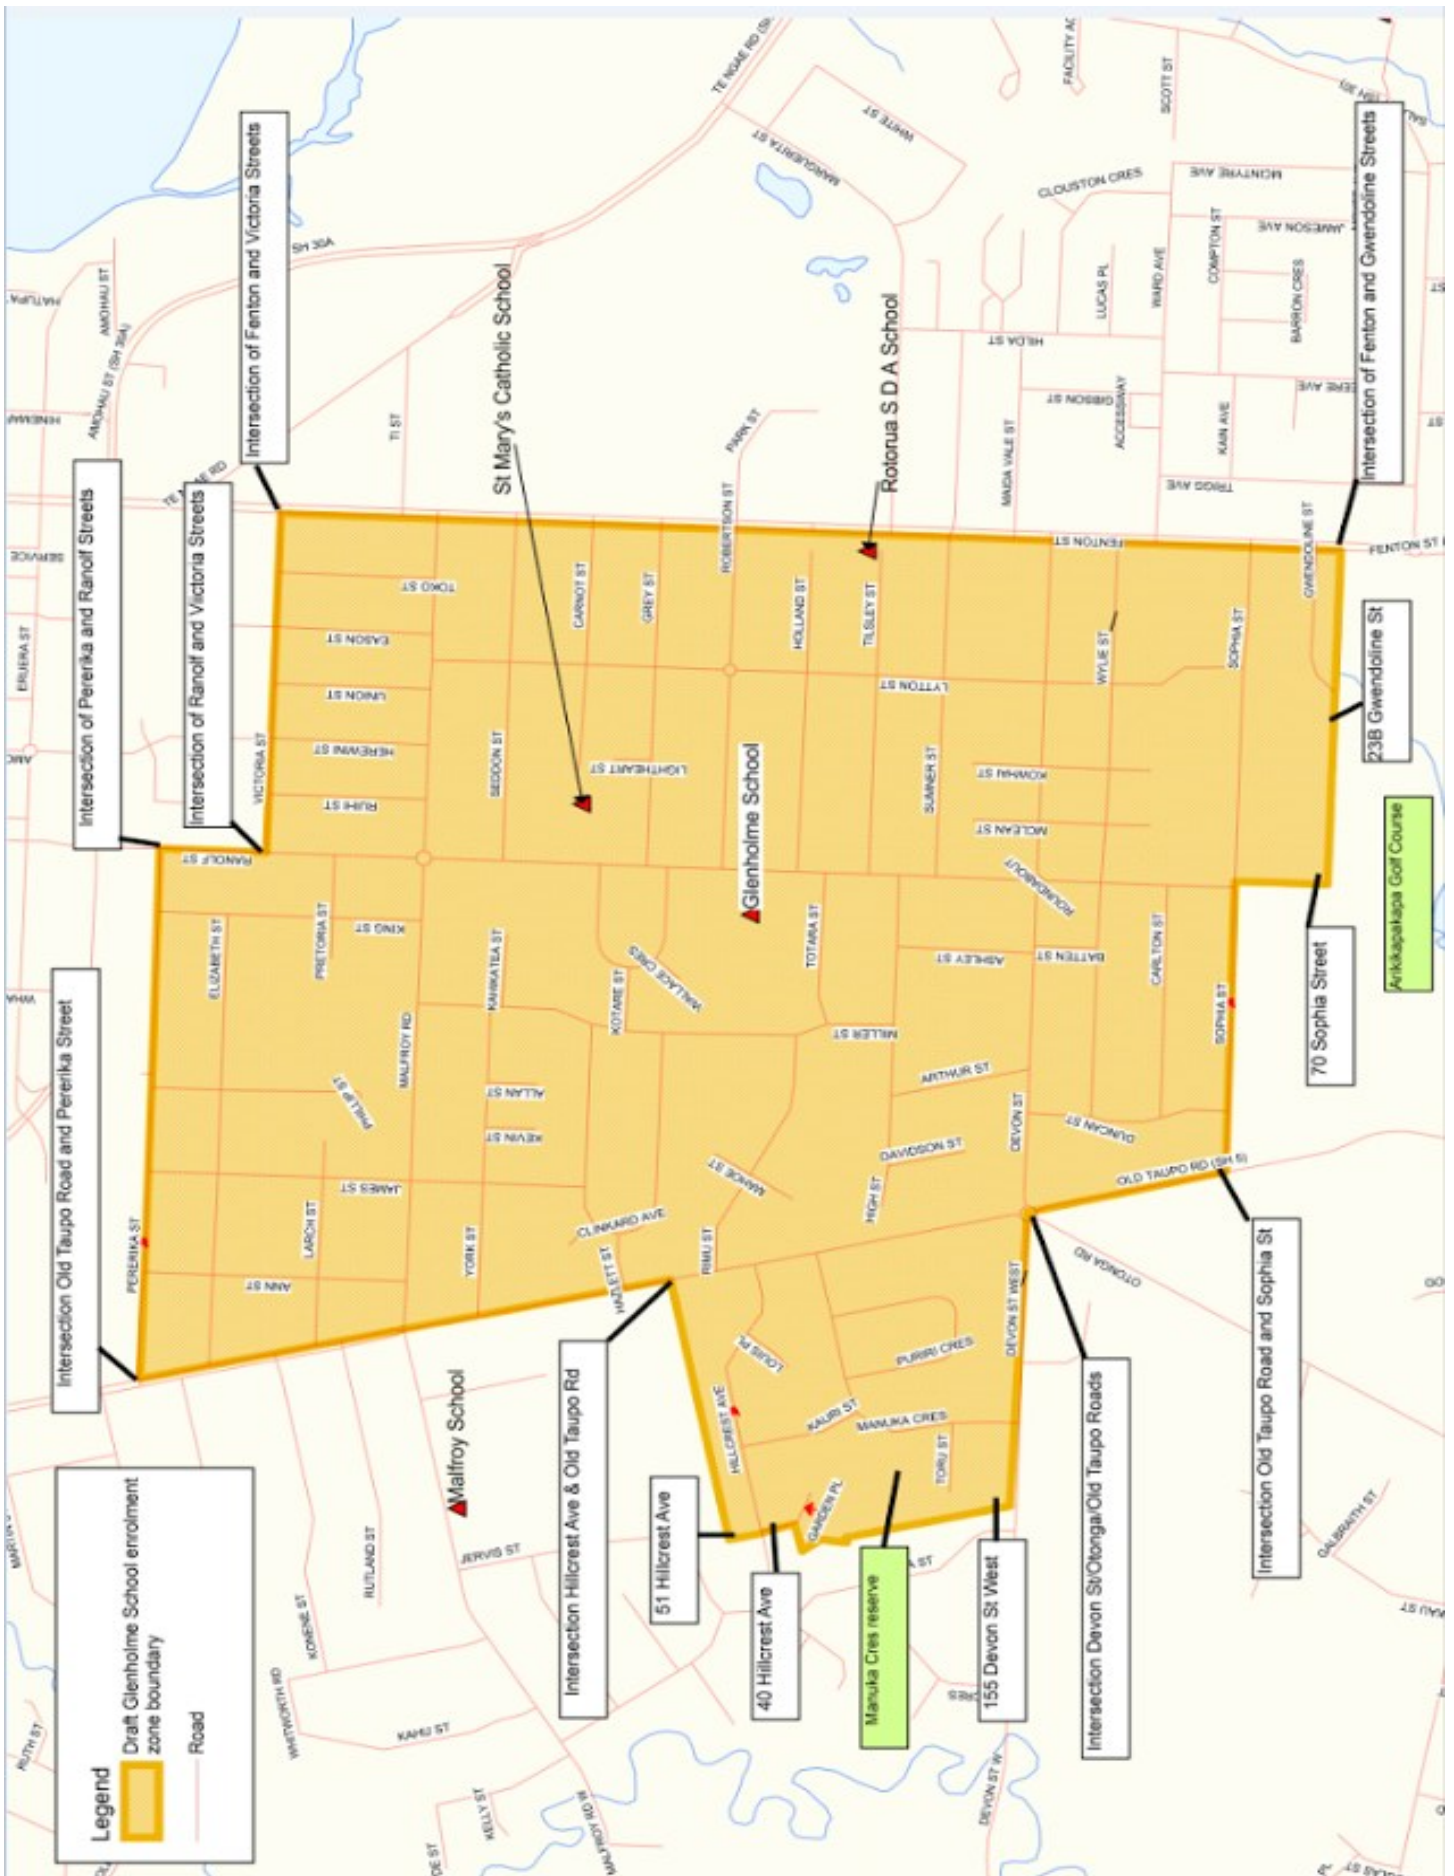 Legend
Draft Glenholme School enrolment
zone boundary
Road
Intersection Old Taupo Road and Pererika Street
Intersection of Pererika and Ranolf Streets
Intersection of Ranolf and Victoria Streets
Intersection of Fenton and Victoria Streets
St Mary's Catholic School
Rotorua S D A School
Glenholme School
Malfroy School
Intersection of Fenton and Gwendoline Streets
23B Gwendoline St
Arikikapakapa Golf Course
70 Sophia Street
Intersection Old Taupo Road and Sophia St
Intersection Devon St/Otonga/Old Taupo Roads
155 Devon St West
Manuka Cres reserve
40 Hillcrest Ave
51 Hillcrest Ave
Intersection Hillcrest Ave & Old Taupo Rd
RUTH ST
WHITWORTH RD
KONENE ST
RUTLAND ST
KAHU ST
KELLY ST
JERVIS ST
MALFROY RD W
PERERIKA ST
ANN ST
LARCH ST
JAMES ST
PHILLIP ST
ELIZABETH ST
PRETORIA ST
KING ST
MALFROY RD
YORK ST
KEVIN ST
ALLAN ST
KAHIKATEA ST
KOTARE ST
WALLACE CRES
CLINKARD AVE
HAZLETT ST
RIMU ST
MAHOE ST
MILLER ST
TOTARA ST
HIGH ST
DAVIDSON ST
ARTHUR ST
ASHLEY ST
BATTEN ST
ROUNDABOUT
CARLTON ST
DEVON ST
DUNCAN ST
SOPHIA ST
OLD TAUPO RD (SH 5)
OTONGA RD
DEVON ST WEST
DEVON ST W
PURIRI CRES
MANUKA CRES
KAURI ST
TORU ST
GARDEN PL
LOUIS PL
HILLCREST AVE
GALBRAITH ST
RANOLF ST
VICTORIA ST
RUIHI ST
HEREWINI ST
UNION ST
EASON ST
TOKO ST
SEDDON ST
LIGHTHEART ST
CARNOT ST
GREY ST
ROBERTSON ST
HOLLAND ST
TILSLEY ST
LYTTON ST
SUMNER ST
KOWHAI ST
MCLEAN ST
WYLIE ST
SOPHIA ST
GWENDOLINE ST
FENTON ST
FENTON ST
ERUERA ST
SERVICE
AMOHAU ST
AMOHAU ST (SH 30A)
SH 30A
TI ST
PARK ST
MARGUERITA ST
WHITE ST
HILDA ST
GIBSON ST
MAIDA VALE ST
ACCESSWAY
TRIGG AVE
KAIN AVE
LUCAS PL
WARD AVE
COMPTON ST
BARRON CRES
JAMESON AVE
MCINTYRE AVE
CLOUSTON CRES
SCOTT ST